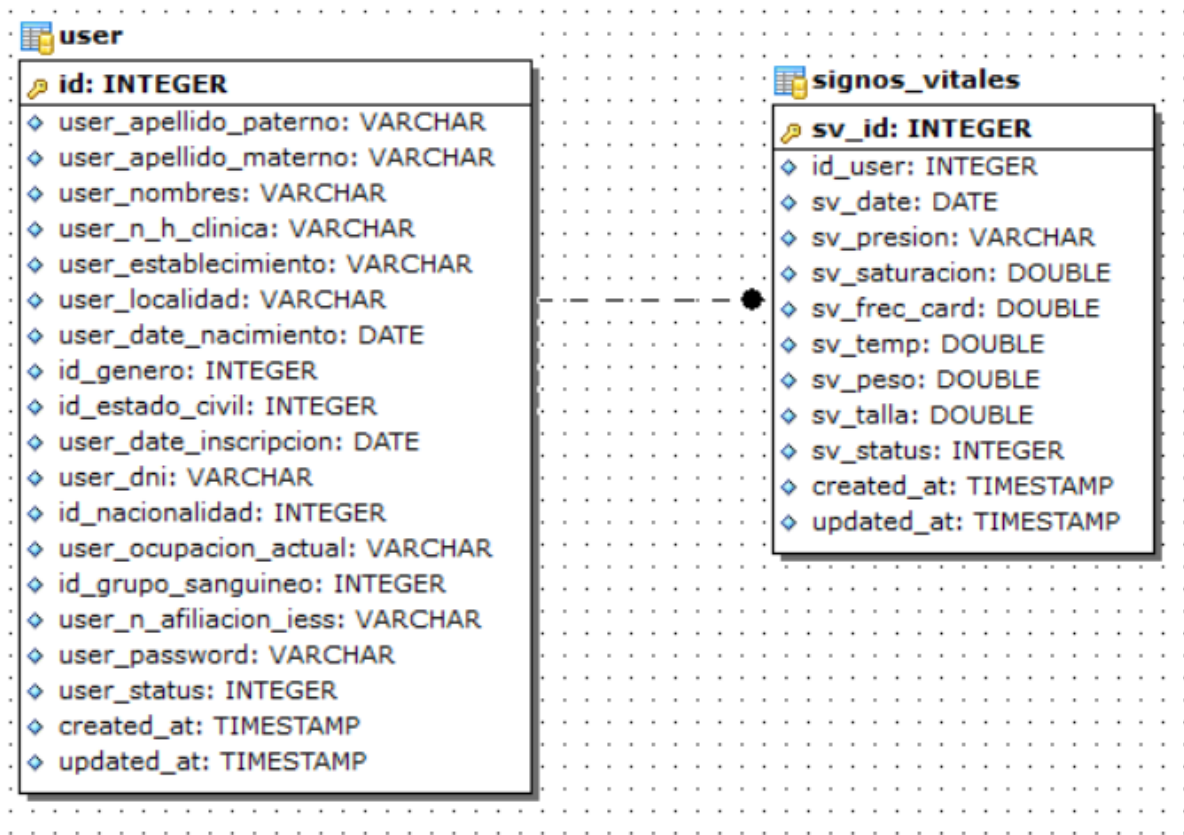 user
id: INTEGER
user_apellido_paterno: VARCHAR
user_apellido_materno: VARCHAR
user_nombres: VARCHAR
user_n_h_clinica: VARCHAR
user_establecimiento: VARCHAR
user_localidad: VARCHAR
user_date_nacimiento: DATE
id_genero: INTEGER
id_estado_civil: INTEGER
user_date_inscripcion: DATE
user_dni: VARCHAR
id_nacionalidad: INTEGER
user_ocupacion_actual: VARCHAR
id_grupo_sanguineo: INTEGER
user_n_afiliacion_iess: VARCHAR
user_password: VARCHAR
user_status: INTEGER
created_at: TIMESTAMP
updated_at: TIMESTAMP
signos_vitales
sv_id: INTEGER
id_user: INTEGER
sv_date: DATE
sv_presion: VARCHAR
sv_saturacion: DOUBLE
sv_frec_card: DOUBLE
sv_temp: DOUBLE
sv_peso: DOUBLE
sv_talla: DOUBLE
sv_status: INTEGER
created_at: TIMESTAMP
updated_at: TIMESTAMP